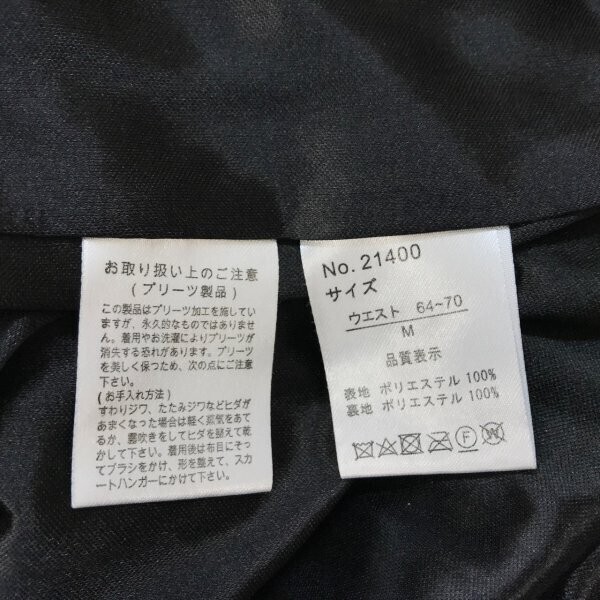 お取り扱い上のご注意
(プリーツ製品)
この製品はプリーツ加工を施していますが、永久的なものではありません。着用やお洗濯によりプリーツが消失する恐れがあります。プリーツを美しく保つため、次の点にご注意下さい。
(お手入れ方法)
すわりジワ、たたみジワなどヒダがあまくなった場合は軽く蒸気をあてるか、霧吹きをしてヒダを整えて乾かして下さい。着用後は布目にそってブラシをかけ、形を整えて、スカートハンガーにかけて下さい。
No. 21400
サイズ
ウエスト 64~70
M
品質表示
表地 ポリエステル 100%
裏地 ポリエステル 100%
F W